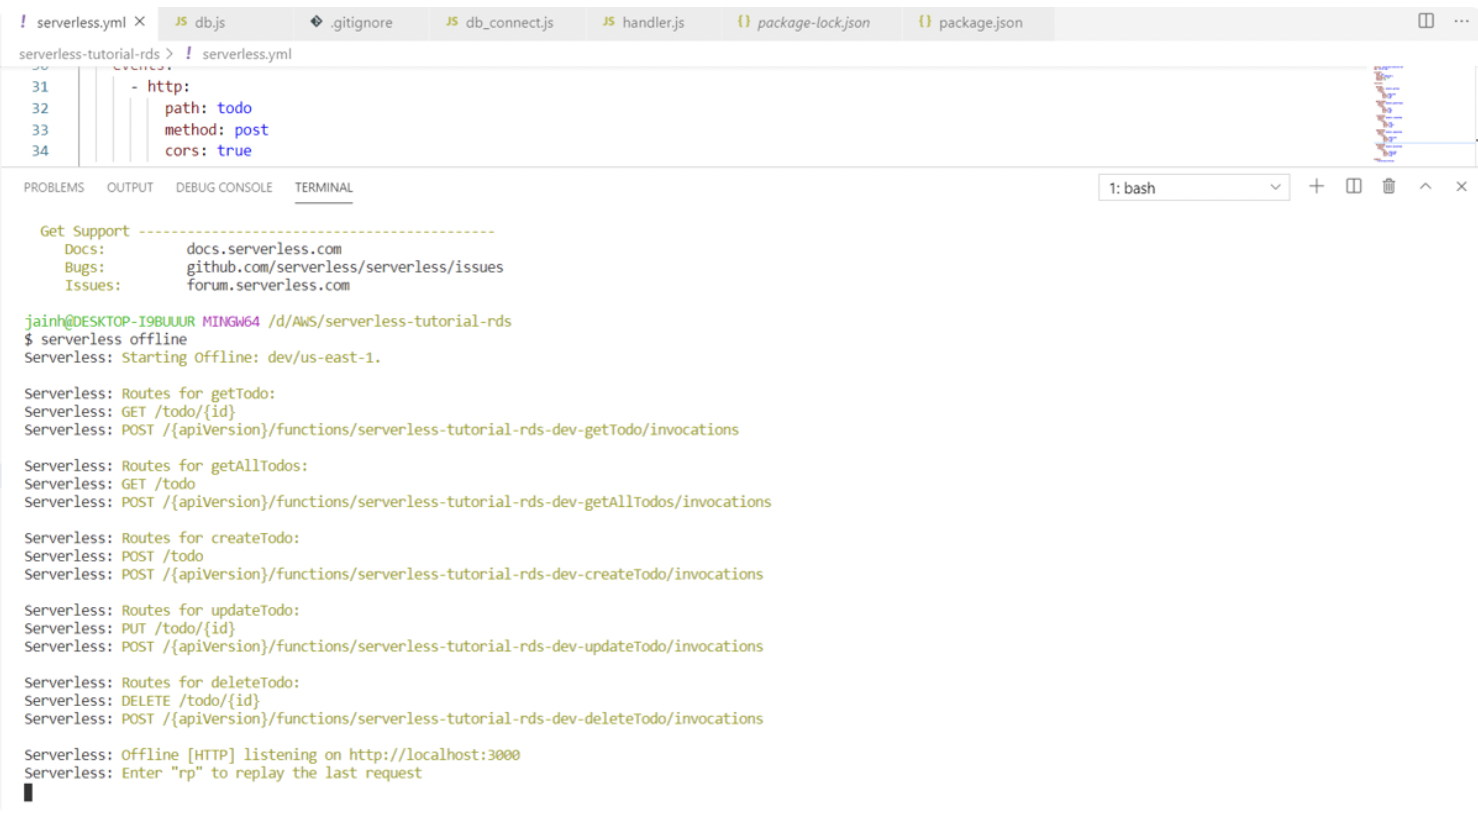 ! serverless.yml × JS db.js .gitignore JS db_connect.js JS handler.js {} package-lock.json {} package.json ...
serverless-tutorial-rds > ! serverless.yml
30 events:
31 - http:
32 path: todo
33 method: post
34 cors: true
PROBLEMS OUTPUT DEBUG CONSOLE TERMINAL 1: bash
Get Support --------------------------------------------
Docs: docs.serverless.com
Bugs: github.com/serverless/serverless/issues
Issues: forum.serverless.com
jainh@DESKTOP-I9BUUUR MINGW64 /d/AWS/serverless-tutorial-rds
$ serverless offline
Serverless: Starting Offline: dev/us-east-1.
Serverless: Routes for getTodo:
Serverless: GET /todo/{id}
Serverless: POST /{apiVersion}/functions/serverless-tutorial-rds-dev-getTodo/invocations
Serverless: Routes for getAllTodos:
Serverless: GET /todo
Serverless: POST /{apiVersion}/functions/serverless-tutorial-rds-dev-getAllTodos/invocations
Serverless: Routes for createTodo:
Serverless: POST /todo
Serverless: POST /{apiVersion}/functions/serverless-tutorial-rds-dev-createTodo/invocations
Serverless: Routes for updateTodo:
Serverless: PUT /todo/{id}
Serverless: POST /{apiVersion}/functions/serverless-tutorial-rds-dev-updateTodo/invocations
Serverless: Routes for deleteTodo:
Serverless: DELETE /todo/{id}
Serverless: POST /{apiVersion}/functions/serverless-tutorial-rds-dev-deleteTodo/invocations
Serverless: Offline [HTTP] listening on http://localhost:3000
Serverless: Enter "rp" to replay the last request